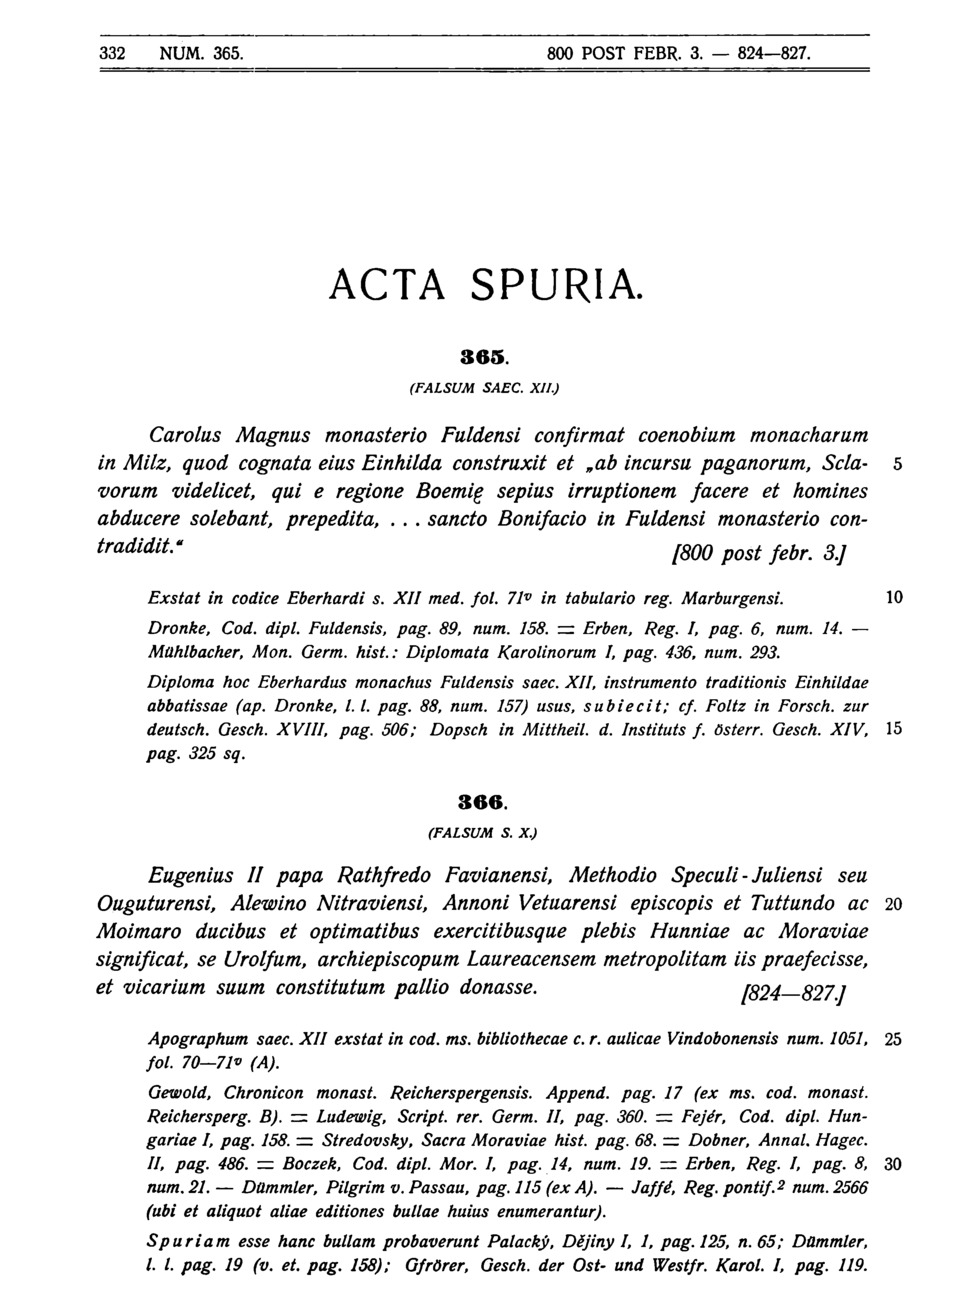 332 NUM. 365. 800 POST FEBR. 3. — 824—827.
ACTA SPURIA.
365.
(FALSUM SAEC. XII.)
Carolus Magnus monasterio Fuldensi confirmat coenobium monacharum
in Milz, quod cognata eius Einhilda construxit et „ab incursu paganorum, Scla- 5
vorum videlicet, qui e regione Boemię sepius irruptionem facere et homines
abducere solebant, prepedita, ... sancto Bonifacio in Fuldensi monasterio con-
tradidit.“ [800 post febr. 3.]
Exstat in codice Eberhardi s. XII med. fol. 71v in tabulario reg. Marburgensi. 10
Dronke, Cod. dipl. Fuldensis, pag. 89, num. 158. = Erben, Reg. I, pag. 6, num. 14. —
Mühlbacher, Mon. Germ. hist.: Diplomata Karolinorum I, pag. 436, num. 293.
Diploma hoc Eberhardus monachus Fuldensis saec. XII, instrumento traditionis Einhildae
abbatissae (ap. Dronke, l. l. pag. 88, num. 157) usus, subiecit; cf. Foltz in Forsch. zur
deutsch. Gesch. XVIII, pag. 506; Dopsch in Mittheil. d. Instituts f. österr. Gesch. XIV, 15
pag. 325 sq.
366.
(FALSUM S. X.)
Eugenius II papa Rathfredo Favianensi, Methodio Speculi-Juliensi seu
Ouguturensi, Alewino Nitraviensi, Annoni Vetuarensi episcopis et Tuttundo ac 20
Moimaro ducibus et optimatibus exercitibusque plebis Hunniae ac Moraviae
significat, se Urolfum, archiepiscopum Laureacensem metropolitam iis praefecisse,
et vicarium suum constitutum pallio donasse. [824—827.]
Apographum saec. XII exstat in cod. ms. bibliothecae c. r. aulicae Vindobonensis num. 1051, 25
fol. 70—71v (A).
Gewold, Chronicon monast. Reicherspergensis. Append. pag. 17 (ex ms. cod. monast.
Reichersperg. B). = Ludewig, Script. rer. Germ. II, pag. 360. = Fejér, Cod. dipl. Hun-
gariae I, pag. 158. = Stredovsky, Sacra Moraviae hist. pag. 68. = Dobner, Annal. Hagec.
II, pag. 486. = Boczek, Cod. dipl. Mor. I, pag. 14, num. 19. = Erben, Reg. I, pag. 8, 30
num. 21. — Dümmler, Pilgrim v. Passau, pag. 115 (ex A). — Jaffé, Reg. pontif.² num. 2566
(ubi et aliquot aliae editiones bullae huius enumerantur).
Spuriam esse hanc bullam probaverunt Palacký, Dějiny I, 1, pag. 125, n. 65; Dümmler,
l. l. pag. 19 (v. et. pag. 158); Gfrörer, Gesch. der Ost- und Westfr. Karol. I, pag. 119.